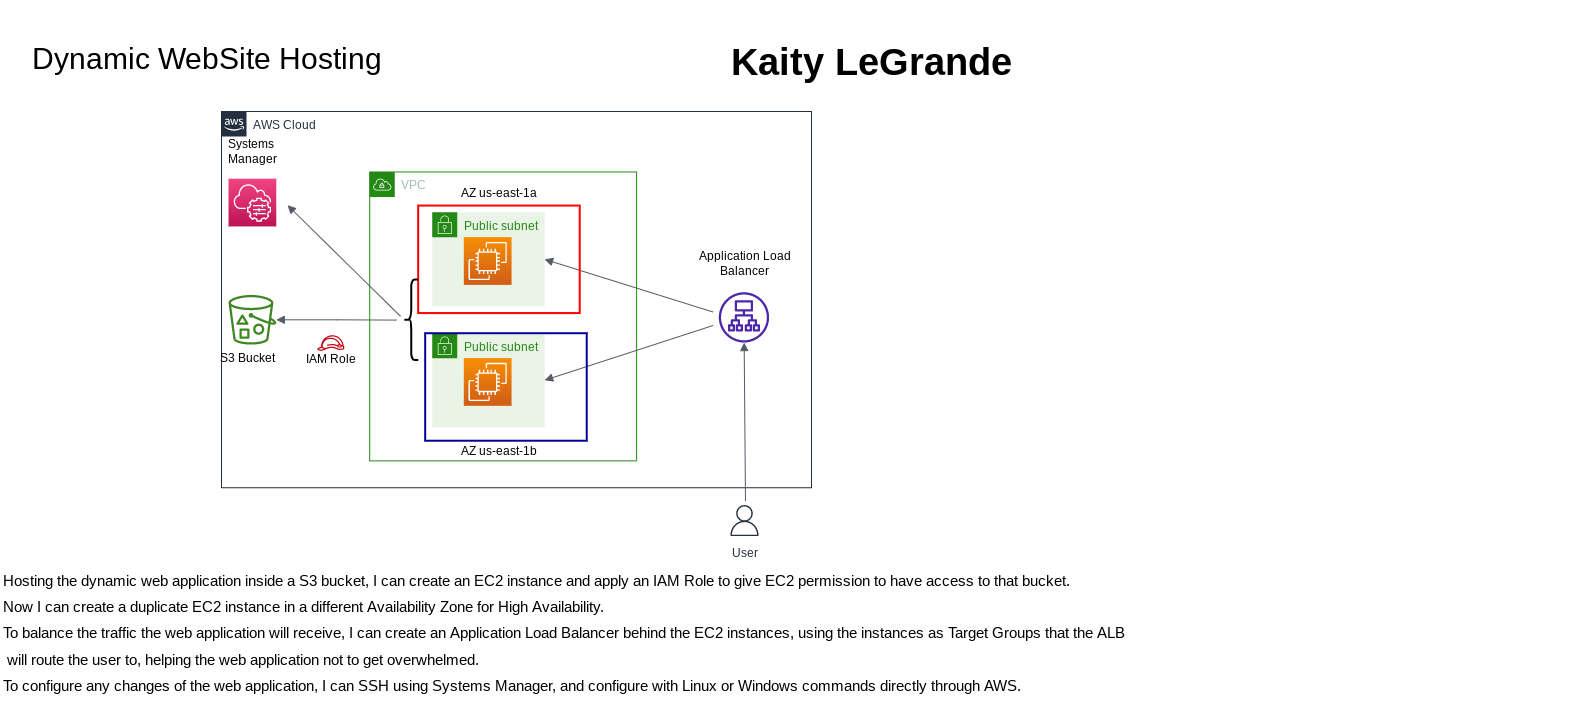 Dynamic WebSite Hosting
Kaity LeGrande
aws
AWS Cloud
Systems
Manager
VPC
AZ us-east-1a
Public subnet
Application Load
Balancer
S3 Bucket
IAM Role
Public subnet
AZ us-east-1b
User
Hosting the dynamic web application inside a S3 bucket, I can create an EC2 instance and apply an IAM Role to give EC2 permission to have access to that bucket.
Now I can create a duplicate EC2 instance in a different Availability Zone for High Availability.
To balance the traffic the web application will receive, I can create an Application Load Balancer behind the EC2 instances, using the instances as Target Groups that the ALB
will route the user to, helping the web application not to get overwhelmed.
To configure any changes of the web application, I can SSH using Systems Manager, and configure with Linux or Windows commands directly through AWS.